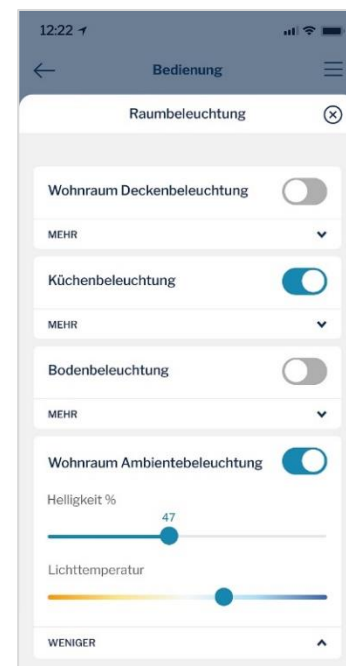 12:22
Bedienung
Raumbeleuchtung
Wohnraum Deckenbeleuchtung
MEHR
Küchenbeleuchtung
MEHR
Bodenbeleuchtung
MEHR
Wohnraum Ambientebeleuchtung
Helligkeit %
47
Lichttemperatur
WENIGER